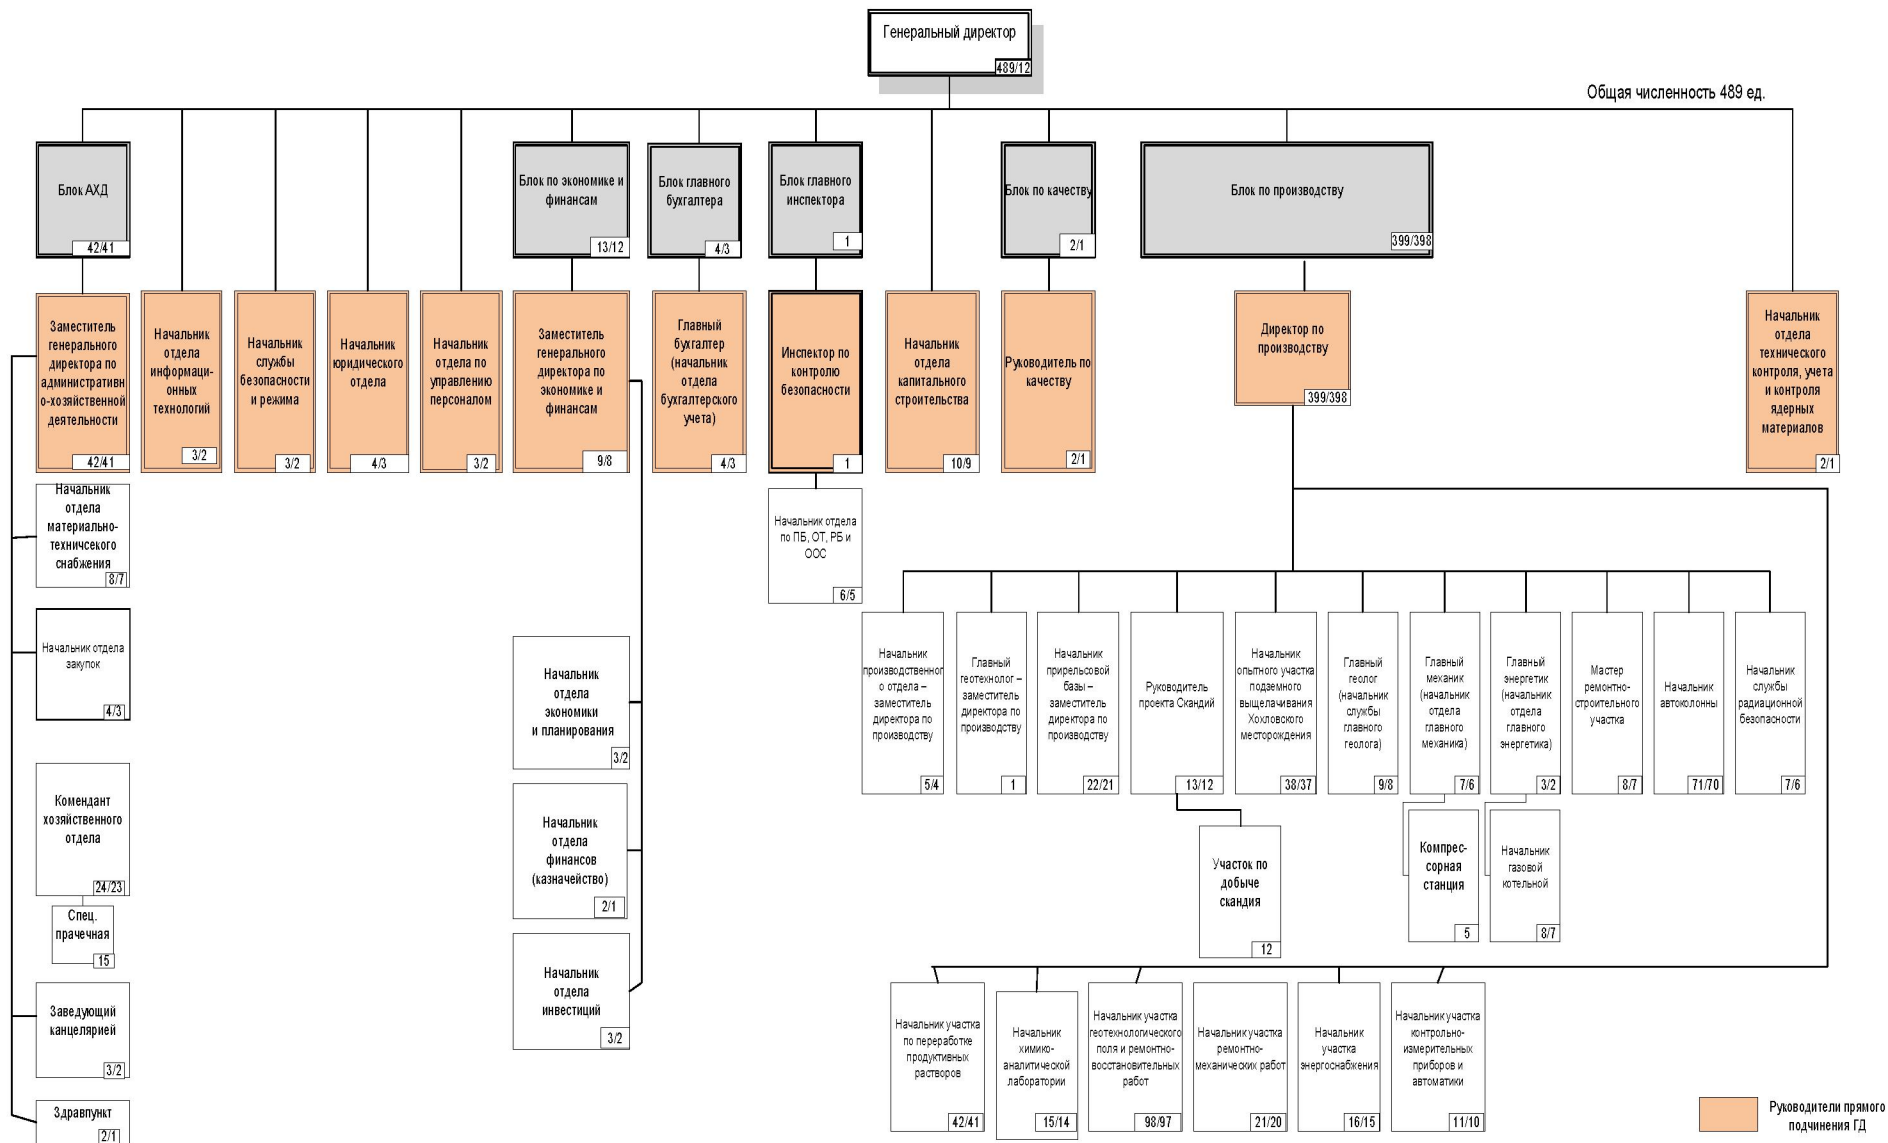 Генеральный директор
489/12
Общая численность 489 ед.
Блок АХД
42/41
Блок по экономике и
финансам
13/12
Блок главного
бухгалтера
4/3
Блок главного
инспектора
1
Блок по качеству
2/1
Блок по производству
399/398
Заместитель
генерального
директора по
административн
о-хозяйственной
деятельности
42/41
Начальник
отдела
информаци-
онных
технологий
3/2
Начальник
службы
безопасности
и режима
3/2
Начальник
юридического
отдела
4/3
Начальник
отдела по
управлению
персоналом
3/2
Заместитель
генерального
директора по
экономике и
финансам
9/8
Главный
бухгалтер
(начальник
отдела
бухгалтерского
учета)
4/3
Инспектор по
контролю
безопасности
1
Начальник
отдела
капитального
строительства
10/9
Руководитель по
качеству
2/1
Директор по
производству
399/398
Начальник
отдела
технического
контроля, учета
и контроля
ядерных
материалов
2/1
Начальник
отдела
материально-
техничсекого
снабжения
8/7
Начальник отдела
по ПБ, ОТ, РБ и
ООС
6/5
Начальник отдела
закупок
4/3
Начальник
отдела
экономики
и планирования
3/2
Начальник
производственног
о отдела –
заместитель
директора по
производству
5/4
Главный
геотехнолог –
заместитель
директора по
производству
1
Начальник
прирельсовой
базы –
заместитель
директора по
производству
22/21
Руководитель
проекта Скандий
13/12
Начальник
опытного участка
подземного
выщелачивания
Хохловского
месторождения
38/37
Главный
геолог
(начальник
службы
главного
геолога)
9/8
Главный
механик
(начальник
отдела
главного
механика)
7/6
Главный
энергетик
(начальник
отдела
главного
энергетика)
3/2
Мастер
ремонтно-
строительного
участка
8/7
Начальник
автоколонны
71/70
Начальник
службы
радиационной
безопасности
7/6
Комендант
хозяйственного
отдела
24/23
Начальник
отдела
финансов
(казначейство)
2/1
Участок по
добыче
скандия
12
Компрес-
сорная
станция
5
Начальник
газовой
котельной
8/7
Спец.
прачечная
15
Начальник
отдела
инвестиций
3/2
Заведующий
канцелярией
3/2
Начальник участка
по переработке
продуктивных
растворов
42/41
Начальник
химико-
аналитической
лаборатории
15/14
Начальник участка
геотехнологического
поля и ремонтно-
восстановительных
работ
98/97
Начальник участка
ремонтно-
механических работ
21/20
Начальник
участка
энергоснабжения
16/15
Начальник участка
контрольно-
измерительных
приборов и
автоматики
11/10
Здравпункт
2/1
Руководители прямого
подчинения ГД